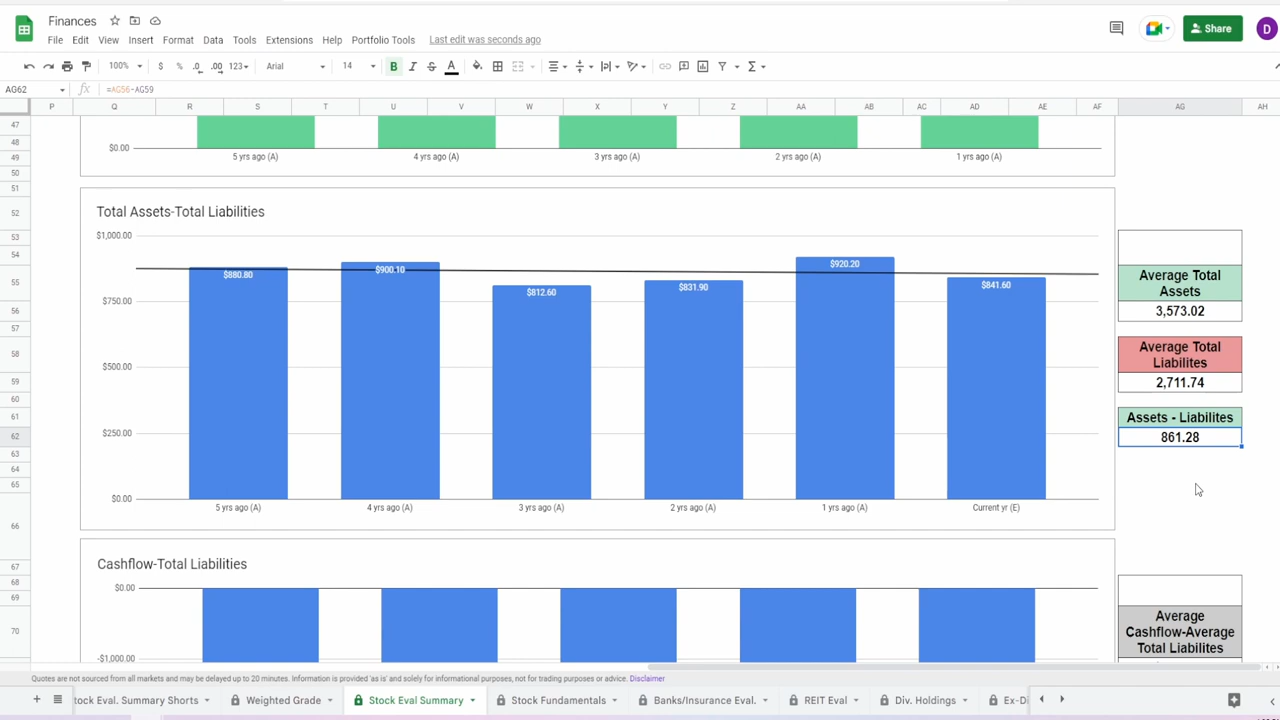 Finances
File Edit View Insert Format Data Tools Extensions Help Portfolio Tools Last edit was seconds ago
Share
D
100% $ % .0 .00 123 Arial 14 B I S A
AG62 fx =AG56-AG59
P Q R S T U V W X Y Z AA AB AC AD AE AF AG AH
47
48
49
50
51
52
53
54
55
56
57
58
59
60
61
62
63
64
65
66
67
68
69
70
$0.00
5 yrs ago (A) 4 yrs ago (A) 3 yrs ago (A) 2 yrs ago (A) 1 yrs ago (A)
Total Assets-Total Liabilities
$1,000.00
$750.00
$500.00
$250.00
$0.00
$880.80 $900.10 $812.60 $831.90 $920.20 $841.60
5 yrs ago (A) 4 yrs ago (A) 3 yrs ago (A) 2 yrs ago (A) 1 yrs ago (A) Current yr (E)
Average Total
Assets
3,573.02
Average Total
Liabilites
2,711.74
Assets - Liabilites
861.28
Cashflow-Total Liabilities
$0.00
-$1,000.00
Average
Cashflow-Average
Total Liabilites
Quotes are not sourced from all markets and may be delayed up to 20 minutes. Information is provided 'as is' and solely for informational purposes, not for trading purposes or advice. Disclaimer
tock Eval. Summary Shorts Weighted Grade Stock Eval Summary Stock Fundamentals Banks/Insurance Eval. REIT Eval Div. Holdings Ex-Di